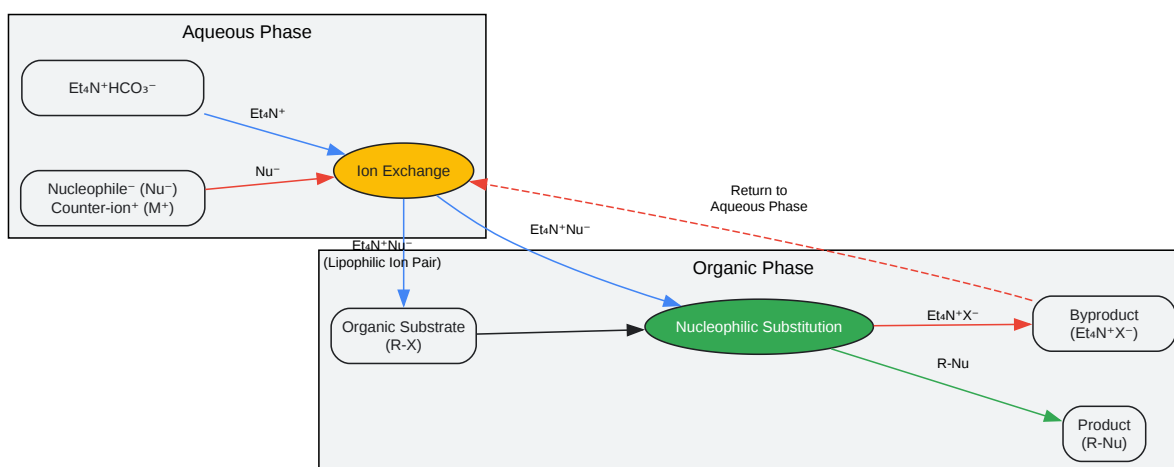 Aqueous Phase
Et₄N⁺HCO₃⁻
Et₄N⁺
Nucleophile⁻ (Nu⁻)
Counter-ion⁺ (M⁺)
Nu⁻
Ion Exchange
Return to
Aqueous Phase
Et₄N⁺Nu⁻
Et₄N⁺Nu⁻
(Lipophilic Ion Pair)
Organic Phase
Organic Substrate
(R-X)
Nucleophilic Substitution
Et₄N⁺X⁻
Byproduct
(Et₄N⁺X⁻)
R-Nu
Product
(R-Nu)